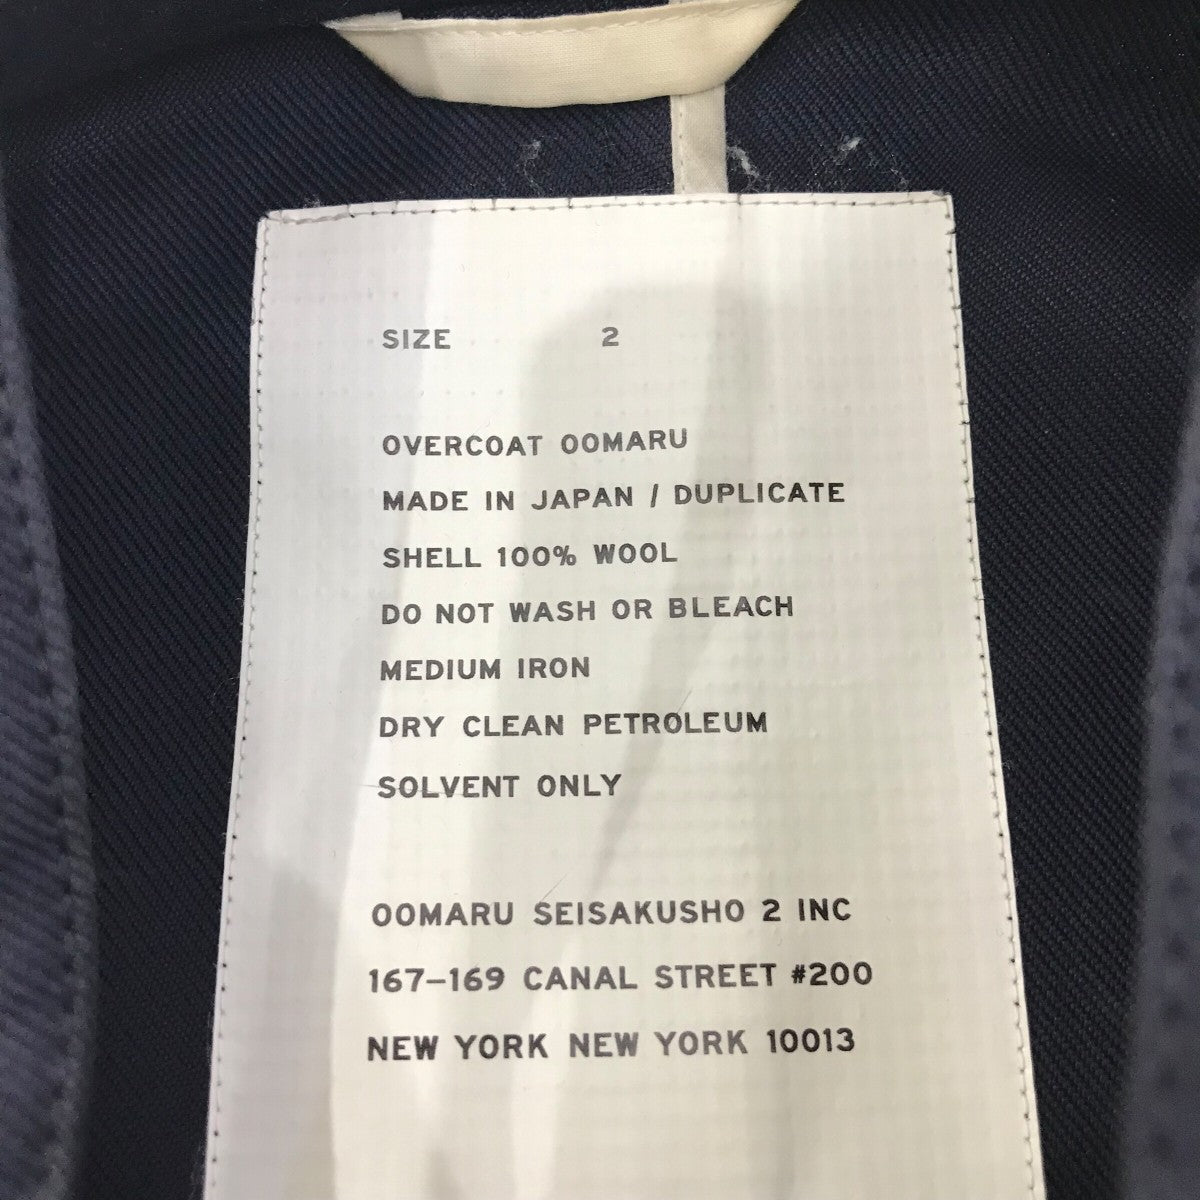 SIZE 2
OVERCOAT OOMARU
MADE IN JAPAN / DUPLICATE
SHELL 100% WOOL
DO NOT WASH OR BLEACH
MEDIUM IRON
DRY CLEAN PETROLEUM
SOLVENT ONLY
OOMARU SEISAKUSHO 2 INC
167–169 CANAL STREET #200
NEW YORK NEW YORK 10013